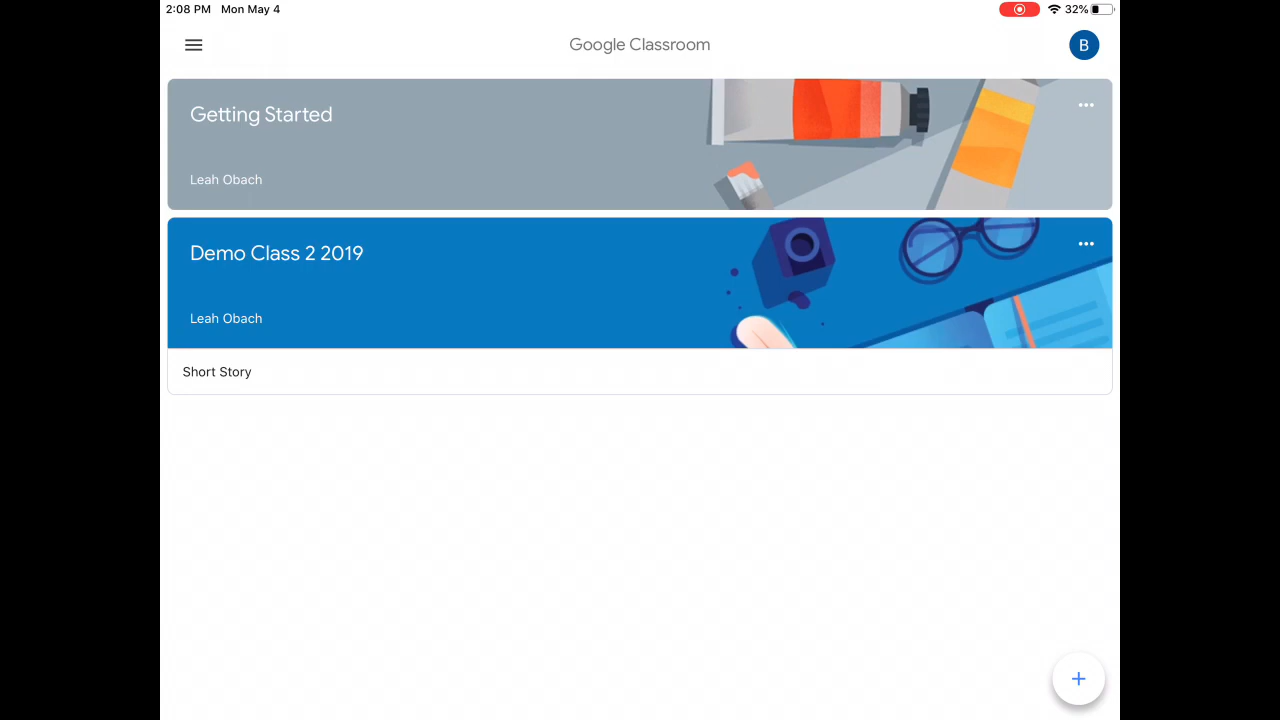 2:08 PM Mon May 4
32%
Google Classroom
B
Getting Started
Leah Obach
Demo Class 2 2019
Leah Obach
Short Story